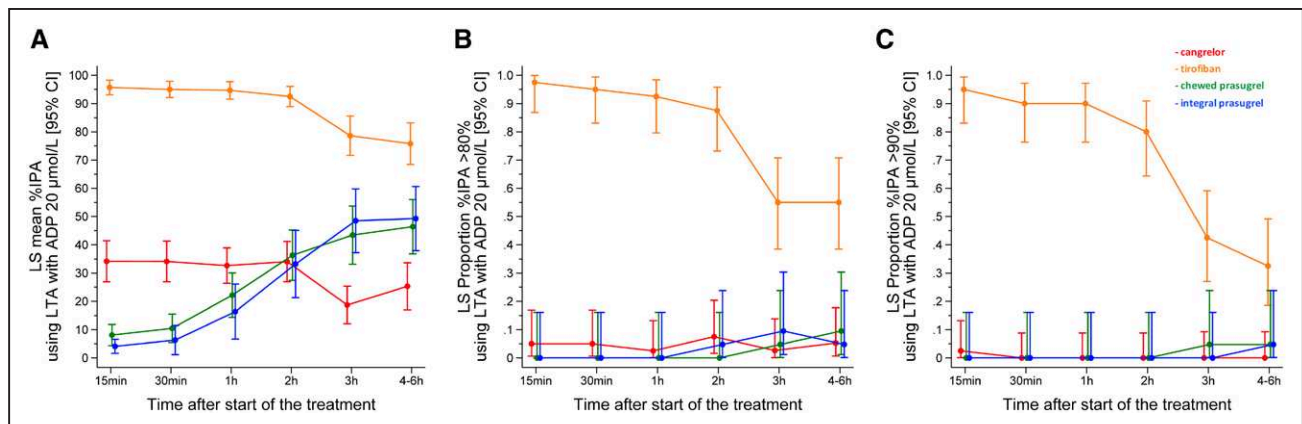 A
LS mean %IPA
using LTA with ADP 20 µmol/L [95% CI]
100
90
80
70
60
50
40
30
20
10
0
15min 30min 1h 2h 3h 4-6h
Time after start of the treatment
B
LS Proportion %IPA >80%
using LTA with ADP 20 µmol/L [95% CI]
1.0
.9
.8
.7
.6
.5
.4
.3
.2
.1
0
15min 30min 1h 2h 3h 4-6h
Time after start of the treatment
C
LS Proportion %IPA >90%
using LTA with ADP 20 µmol/L [95% CI]
1.0
.9
.8
.7
.6
.5
.4
.3
.2
.1
0
15min 30min 1h 2h 3h 4-6h
Time after start of the treatment
- cangrelor
- tirofiban
- chewed prasugrel
- integral prasugrel